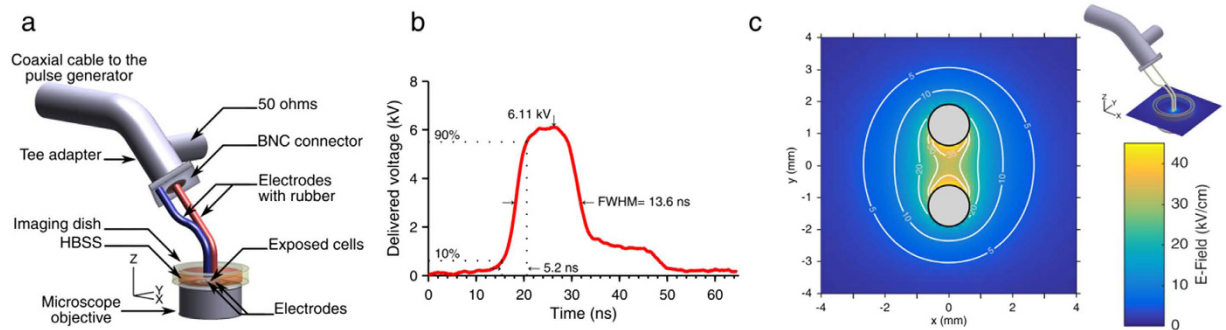 a
Coaxial cable to the
pulse generator
50 ohms
BNC connector
Tee adapter
Electrodes
with rubber
Imaging dish
HBSS
Exposed cells
Z
Y
X
Microscope
objective
Electrodes
b
Delivered voltage (kV)
8
6
4
2
0
90%
10%
6.11 kV
FWHM= 13.6 ns
5.2 ns
0 10 20 30 40 50 60
Time (ns)
c
y (mm)
4
3
2
1
0
-1
-2
-3
-4
5
10
20
20
10
5
5
10
20
-4 -2 0 2 4
x (mm)
Z
Y
X
40
30
20
10
0
E-Field (kV/cm)